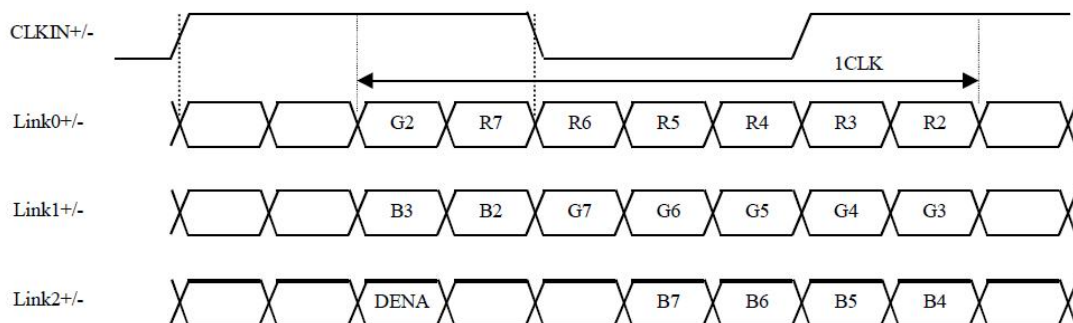 CLKIN+/-
1CLK
Link0+/- G2 R7 R6 R5 R4 R3 R2
Link1+/- B3 B2 G7 G6 G5 G4 G3
Link2+/- DENA B7 B6 B5 B4